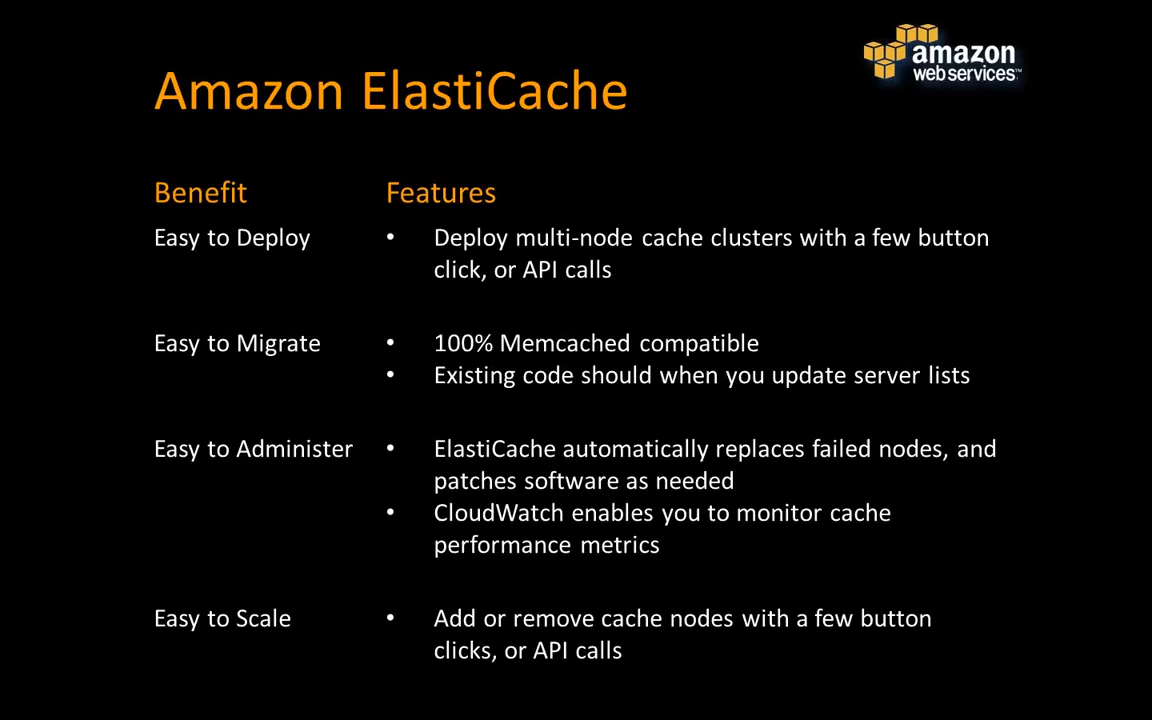 amazon
web services™
Amazon ElastiCache
Benefit Features
Easy to Deploy • Deploy multi-node cache clusters with a few button
click, or API calls
Easy to Migrate • 100% Memcached compatible
• Existing code should when you update server lists
Easy to Administer • ElastiCache automatically replaces failed nodes, and
patches software as needed
• CloudWatch enables you to monitor cache
performance metrics
Easy to Scale • Add or remove cache nodes with a few button
clicks, or API calls